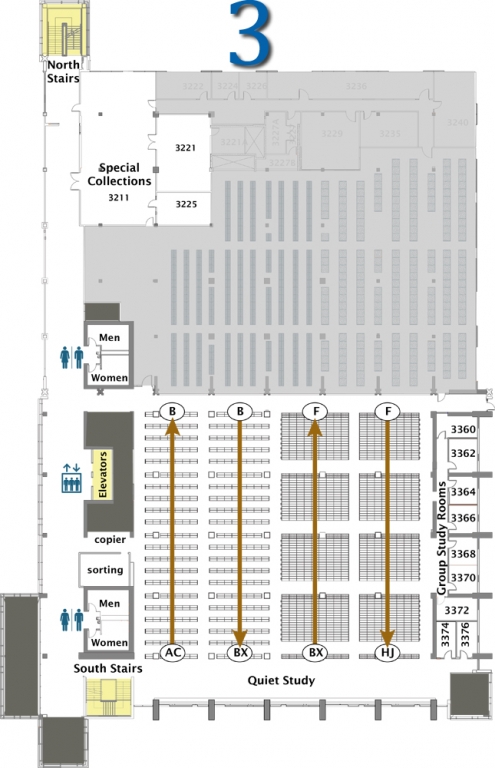 3
North
Stairs
3222
3224
3226
3236
3240
3221
Special
Collections
3211
3225
3221A
3222A
3227B
3229
3235
Men
Women
B
B
F
F
Elevators
copier
sorting
Men
Women
AC
BX
BX
HJ
South Stairs
Quiet Study
Group Study Rooms
3360
3362
3364
3366
3368
3370
3372
3374
3376